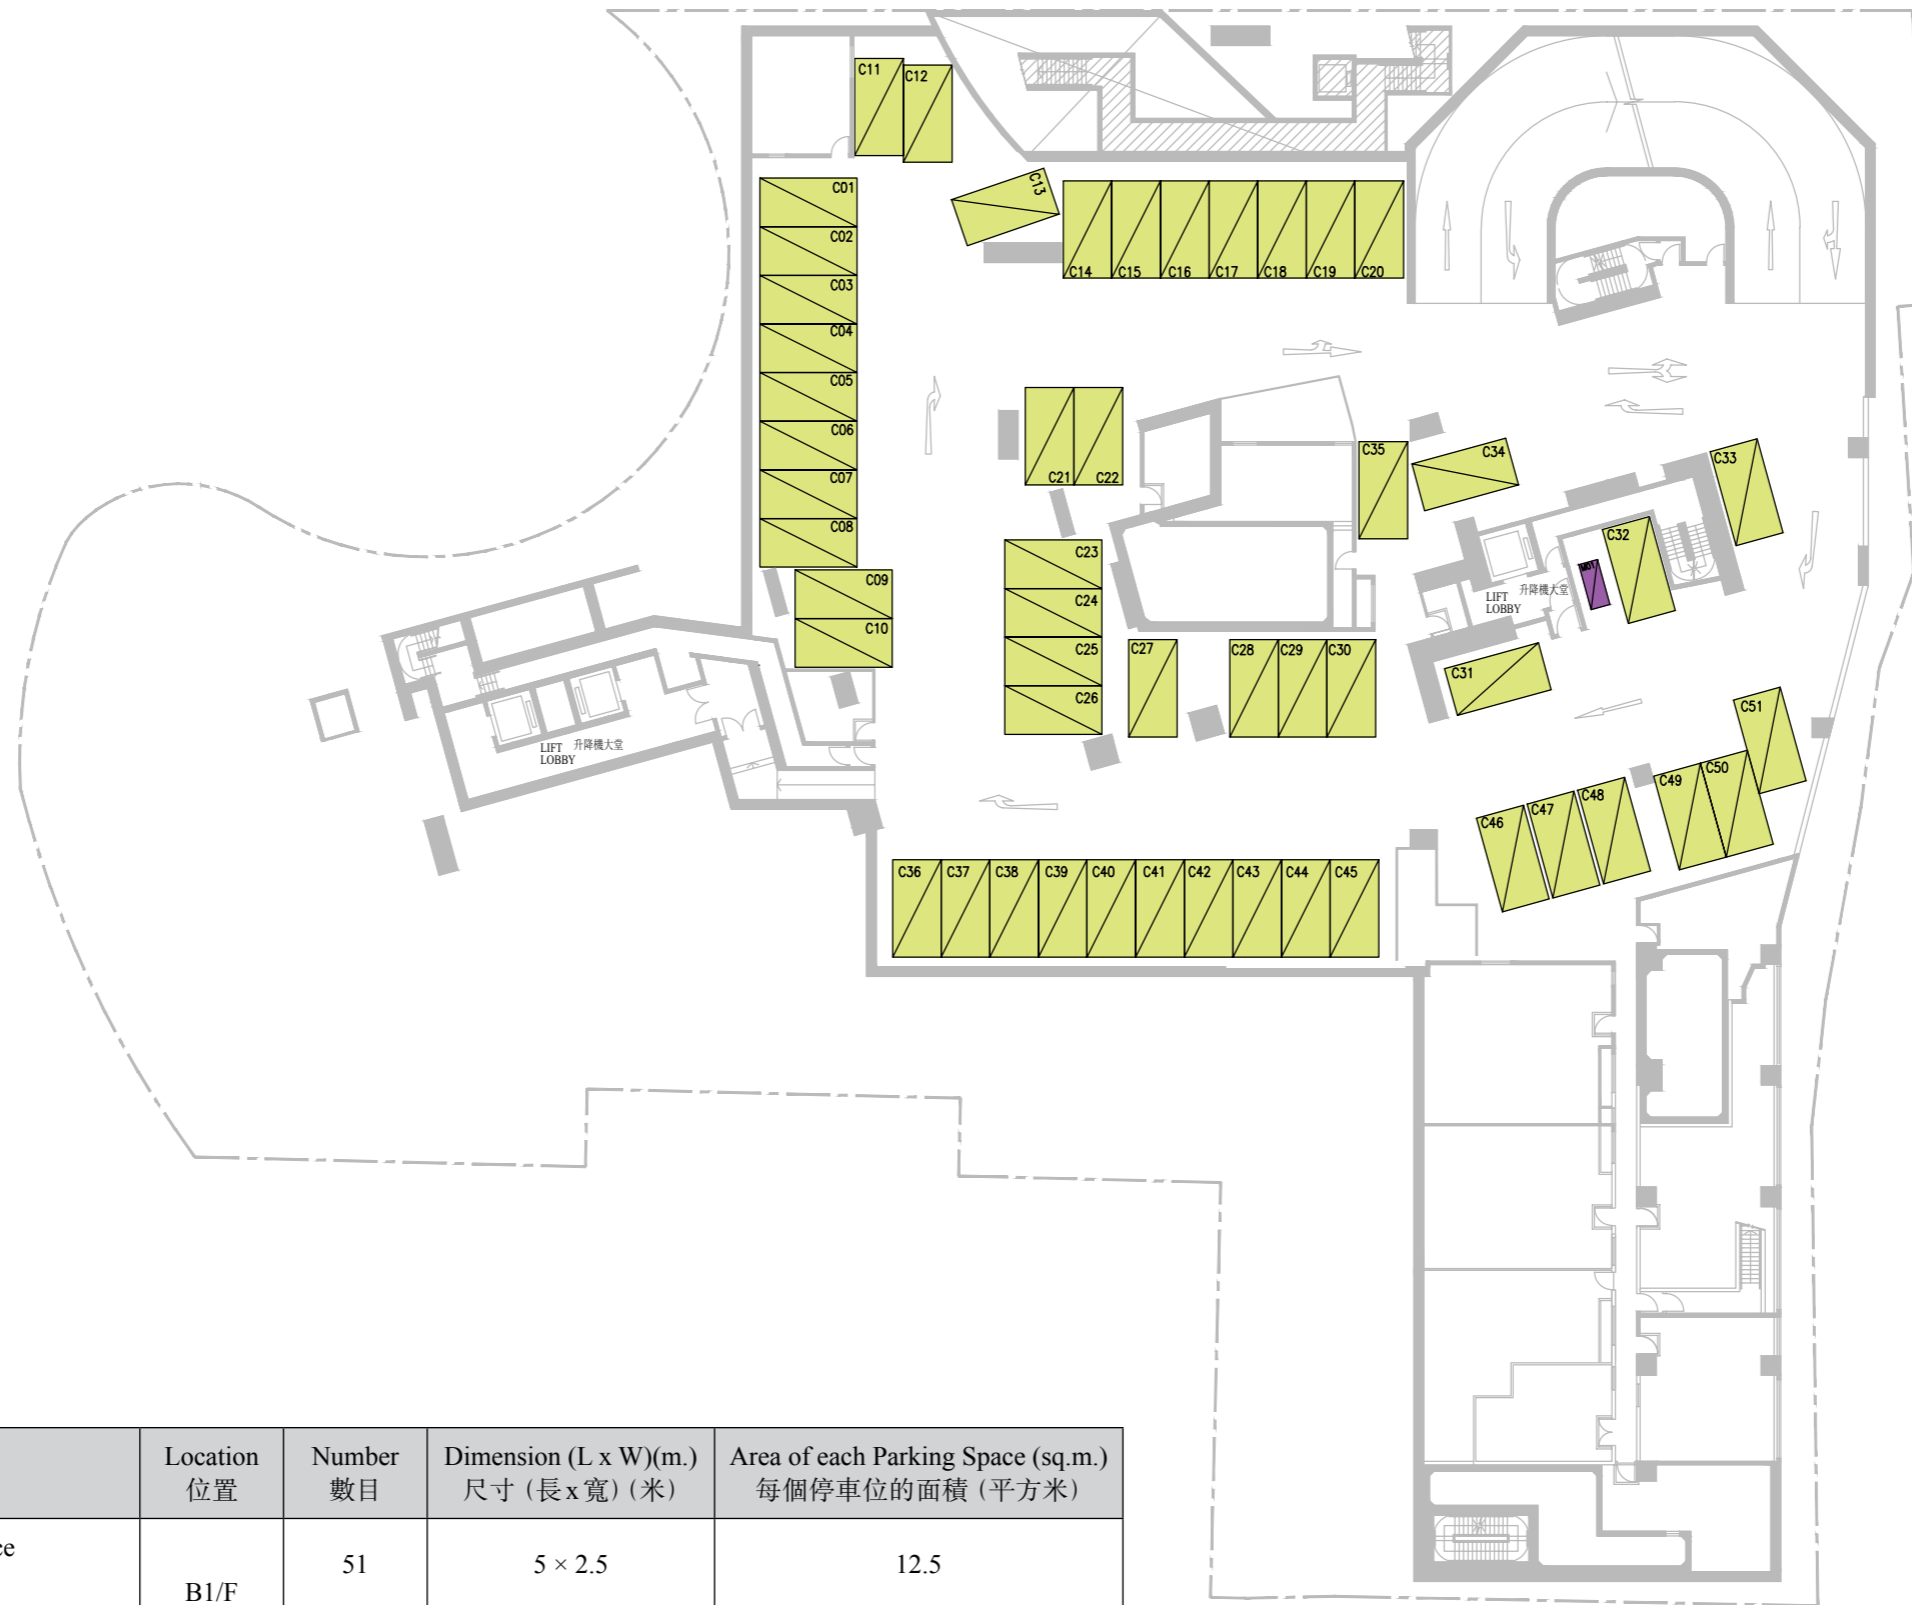 C11
C12
C13
C01
C02
C03
C04
C05
C06
C07
C08
C09
C10
C14 C15 C16 C17 C18 C19 C20
C21 C22
C23
C24
C25
C26
C27
C28 C29 C30
C35
C34
C33
C32
M01
LIFT 升降機大堂
LOBBY
C31
LIFT 升降機大堂
LOBBY
C51
C50
C49
C48
C47
C46
C36 C37 C38 C39 C40 C41 C42 C43 C44 C45
Location Number Dimension (L x W)(m.) Area of each Parking Space (sq.m.)
位置 數目 尺寸（長x寬）（米） 每個停車位的面積（平方米）
ce
51 5 × 2.5 12.5
B1/F